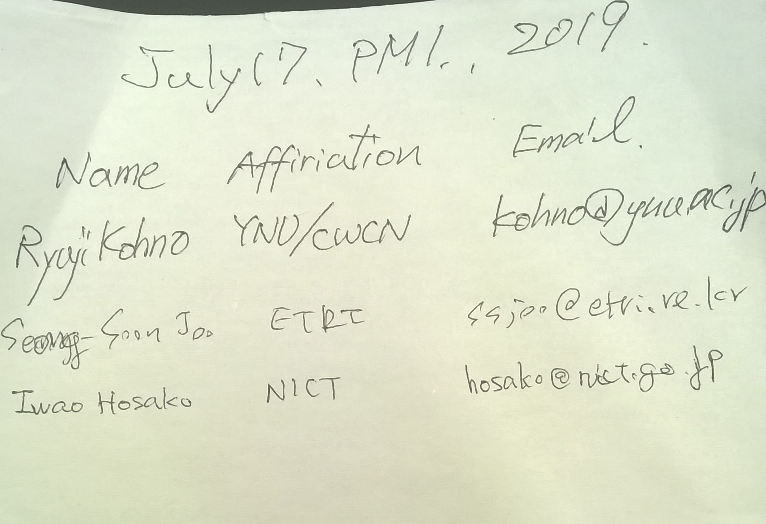 July 17, PM1., 2019.
Name Affiriation Email.
Ryuji Kohno YNU/CWCN kohno@ynu.ac.jp
Seong-Soon Joo ETRI ssjoo@etri.re.kr
Iwao Hosako NICT hosako@nict.go.jp